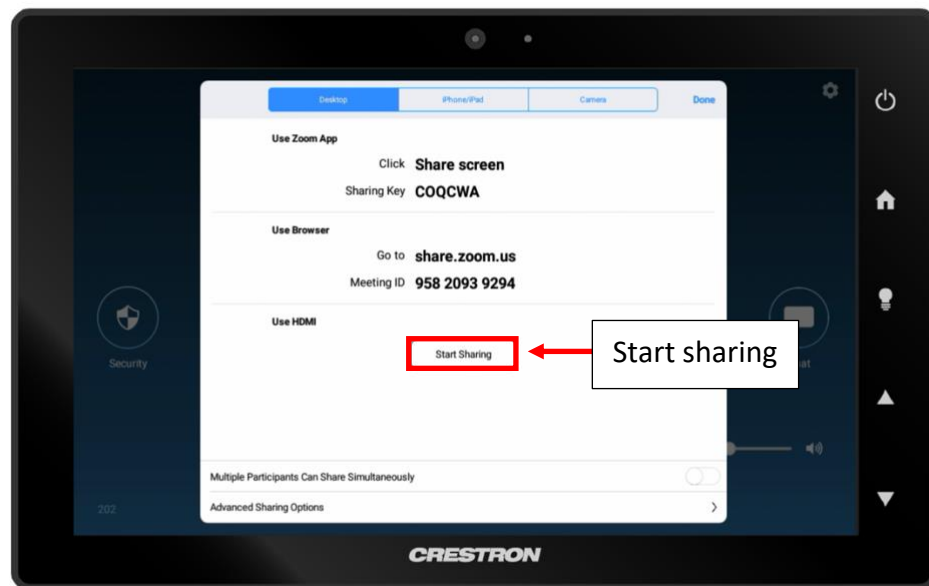 Desktop
iPhone/iPad
Camera
Done
Use Zoom App
Click Share screen
Sharing Key COQCWA
Use Browser
Go to share.zoom.us
Meeting ID 958 2093 9294
Use HDMI
Start Sharing
Start sharing
Security
at
Multiple Participants Can Share Simultaneously
202
Advanced Sharing Options
CRESTRON